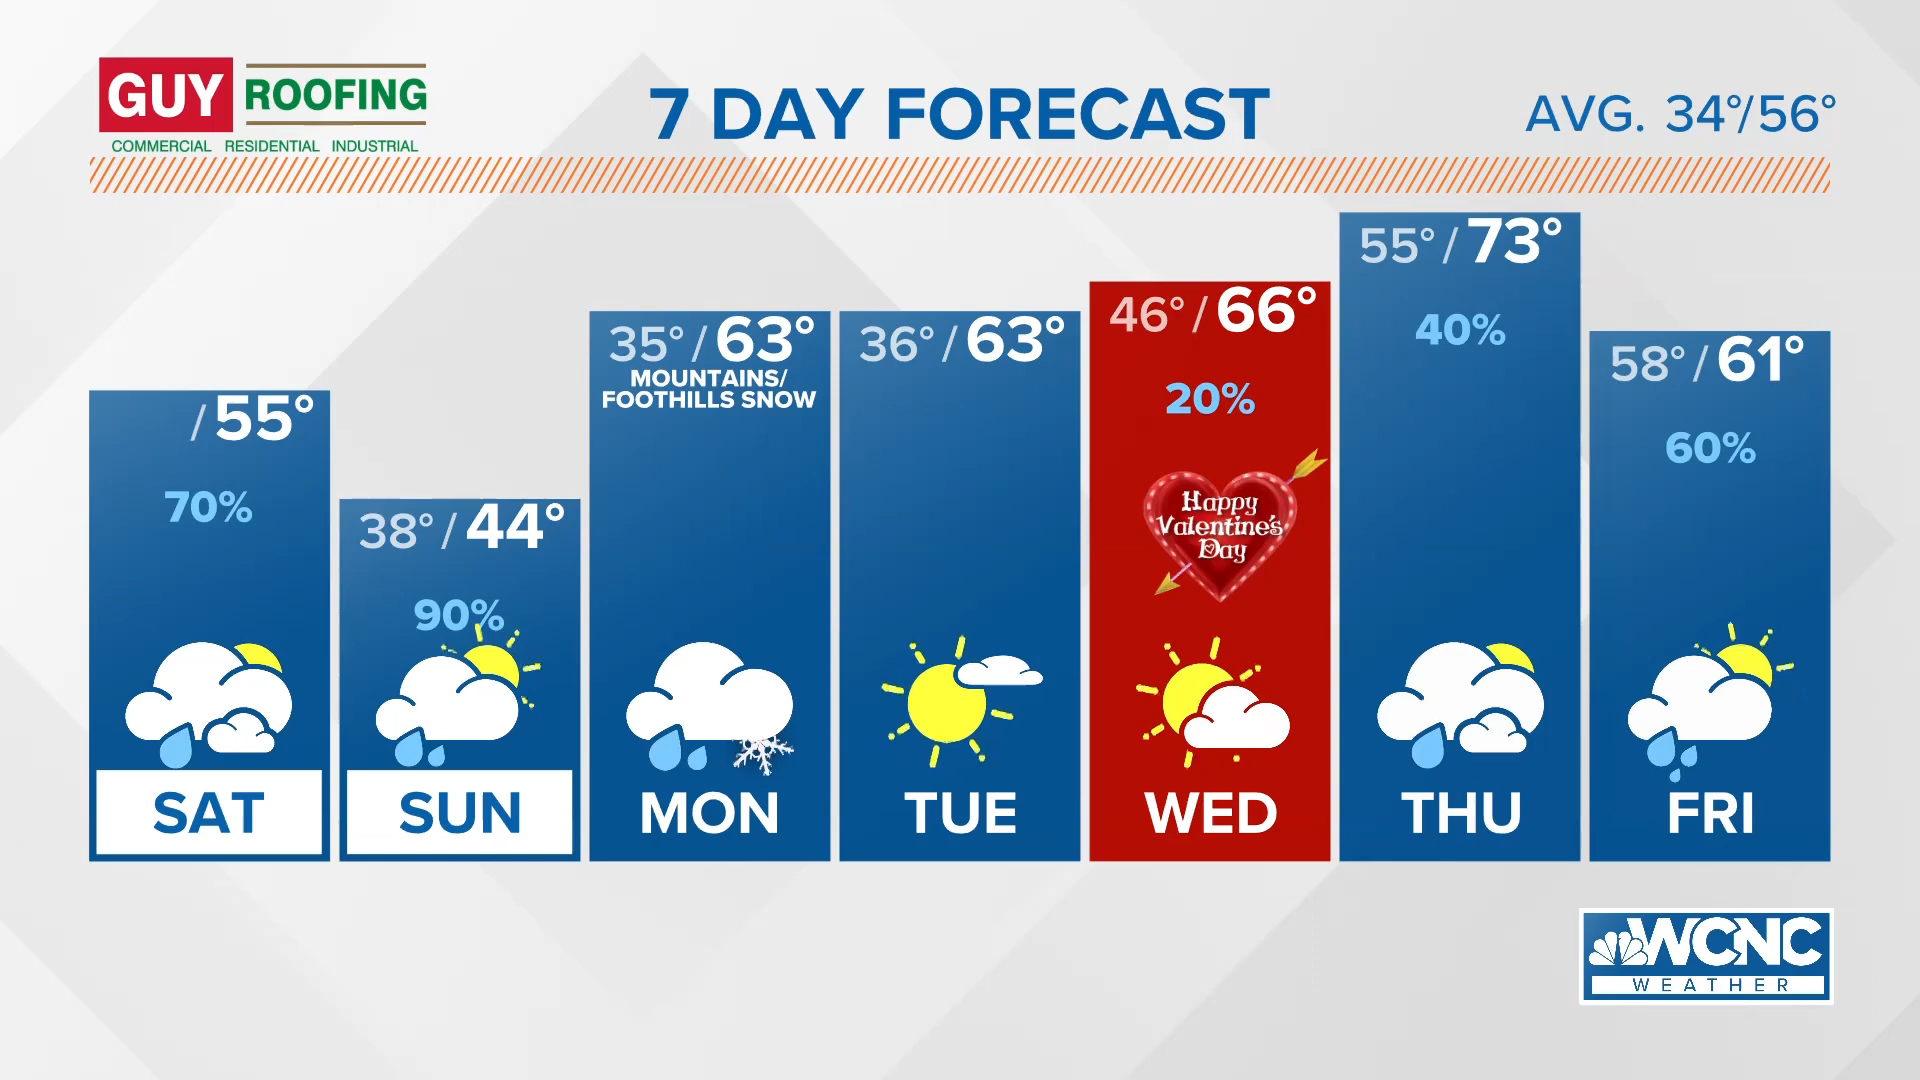 GUY ROOFING
COMMERCIAL RESIDENTIAL INDUSTRIAL
7 DAY FORECAST
AVG. 34°/56°
/ 55°
70%
SAT
38° / 44°
90%
SUN
35° / 63°
MOUNTAINS/
FOOTHILLS SNOW
MON
36° / 63°
TUE
46° / 66°
20%
Happy
Valentine's
Day
WED
55° / 73°
40%
THU
58° / 61°
60%
FRI
WCNC
WEATHER